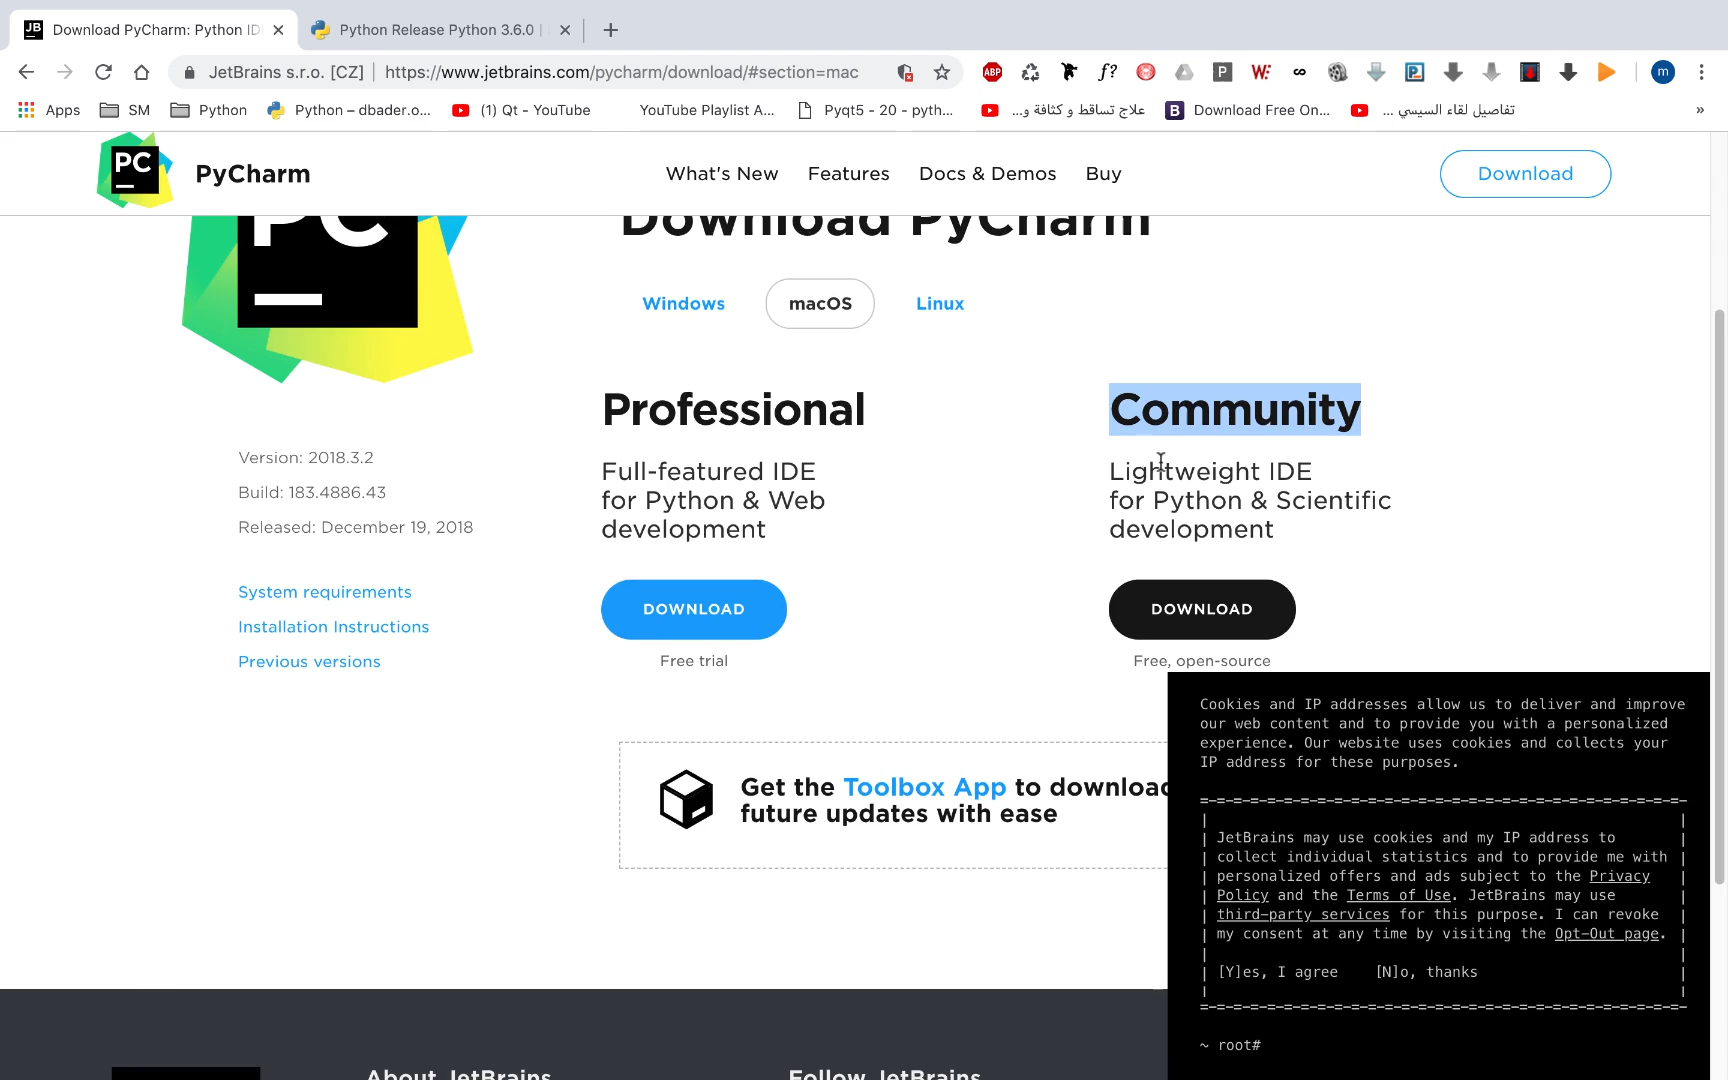 JB
Download PyCharm: Python ID
Python Release Python 3.6.0 |
JetBrains s.r.o. [CZ]
https://www.jetbrains.com/pycharm/download/#section=mac
ABP
ƒ?
P
W
m
Apps
SM
Python
Python – dbader.o...
(1) Qt - YouTube
YouTube Playlist A...
Pyqt5 - 20 - pyth...
علاج تساقط و كثافة و...
B
Download Free On...
تفاصيل لقاء السيسي ...
»
PC
PyCharm
What's New
Features
Docs & Demos
Buy
Download
PC
Download PyCharm
Windows
macOS
Linux
Professional
Community
Version: 2018.3.2
Build: 183.4886.43
Released: December 19, 2018
Full-featured IDE
for Python & Web
development
Lightweight IDE
for Python & Scientific
development
System requirements
Installation Instructions
Previous versions
DOWNLOAD
Free trial
DOWNLOAD
Free, open-source
Get the Toolbox App to download
future updates with ease
Cookies and IP addresses allow us to deliver and improve
our web content and to provide you with a personalized
experience. Our website uses cookies and collects your
IP address for these purposes.
JetBrains may use cookies and my IP address to
collect individual statistics and to provide me with
personalized offers and ads subject to the Privacy
Policy and the Terms of Use. JetBrains may use
third-party services for this purpose. I can revoke
my consent at any time by visiting the Opt-Out page.
[Y]es, I agree [N]o, thanks
~ root#
About JetBrains
Follow JetBrains